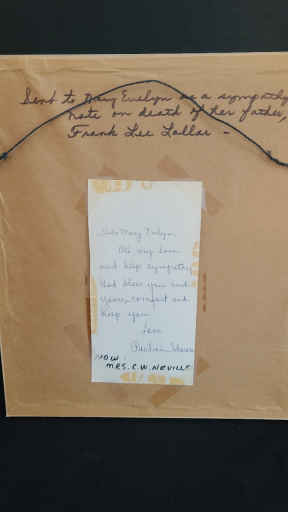 Sent to Mary Evelyn as a sympathy
note on death of her father,
Frank Lee Lollar -
Mary Evelyn,
All my love
and deep sympathy
God bless you and
yours, comfort and
keep you.
Love
Pauline
NOW:
MRS. C.W. NEVILLE